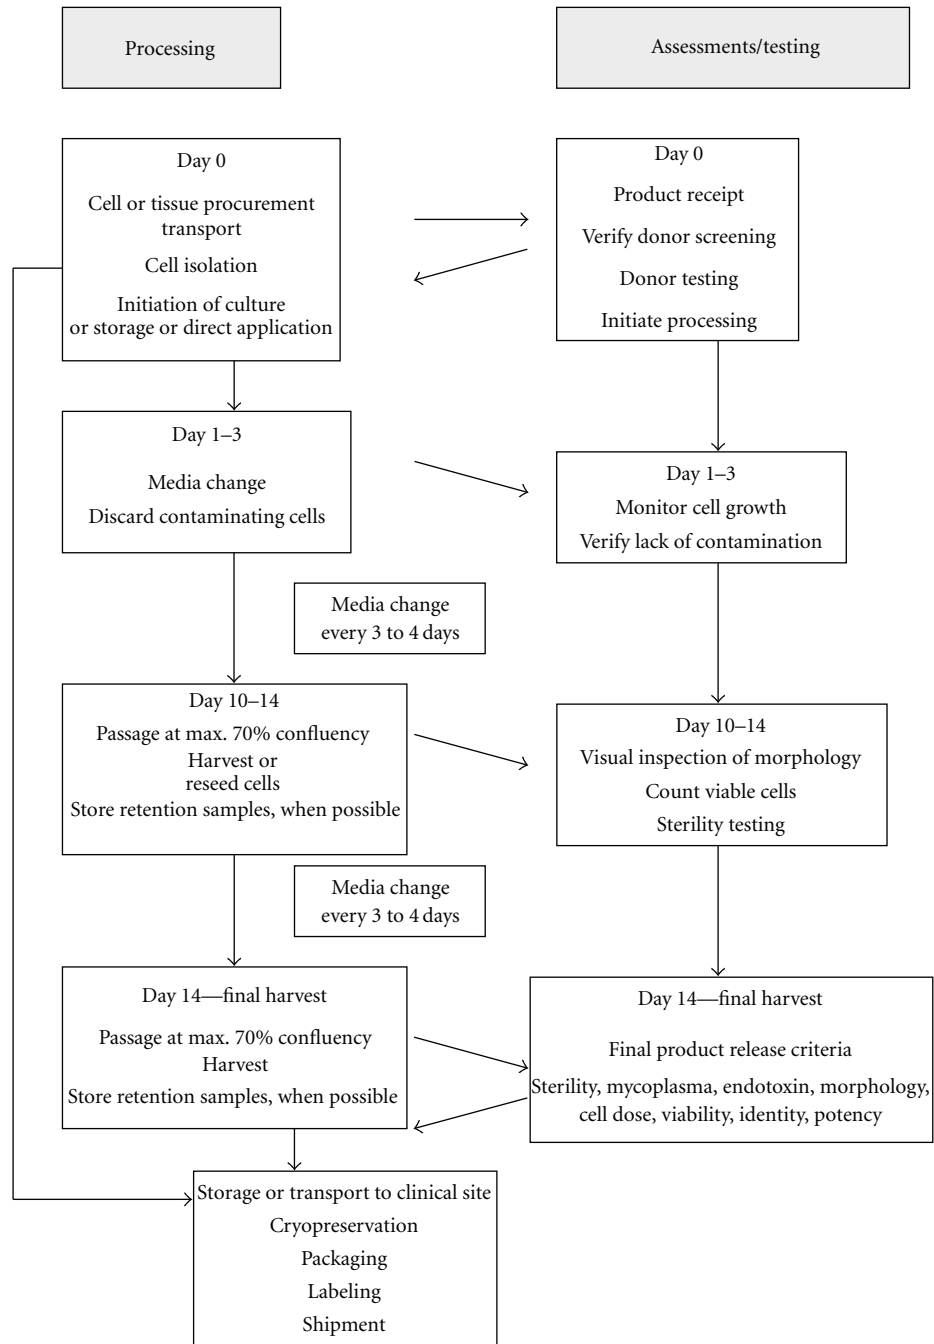 Processing
Assessments/testing
Day 0
Cell or tissue procurement
transport
Cell isolation
Initiation of culture
or storage or direct application
Day 0
Product receipt
Verify donor screening
Donor testing
Initiate processing
Day 1–3
Media change
Discard contaminating cells
Day 1–3
Monitor cell growth
Verify lack of contamination
Media change
every 3 to 4 days
Day 10–14
Passage at max. 70% confluency
Harvest or
reseed cells
Store retention samples, when possible
Day 10–14
Visual inspection of morphology
Count viable cells
Sterility testing
Media change
every 3 to 4 days
Day 14—final harvest
Passage at max. 70% confluency
Harvest
Store retention samples, when possible
Day 14—final harvest
Final product release criteria
Sterility, mycoplasma, endotoxin, morphology,
cell dose, viability, identity, potency
Storage or transport to clinical site
Cryopreservation
Packaging
Labeling
Shipment